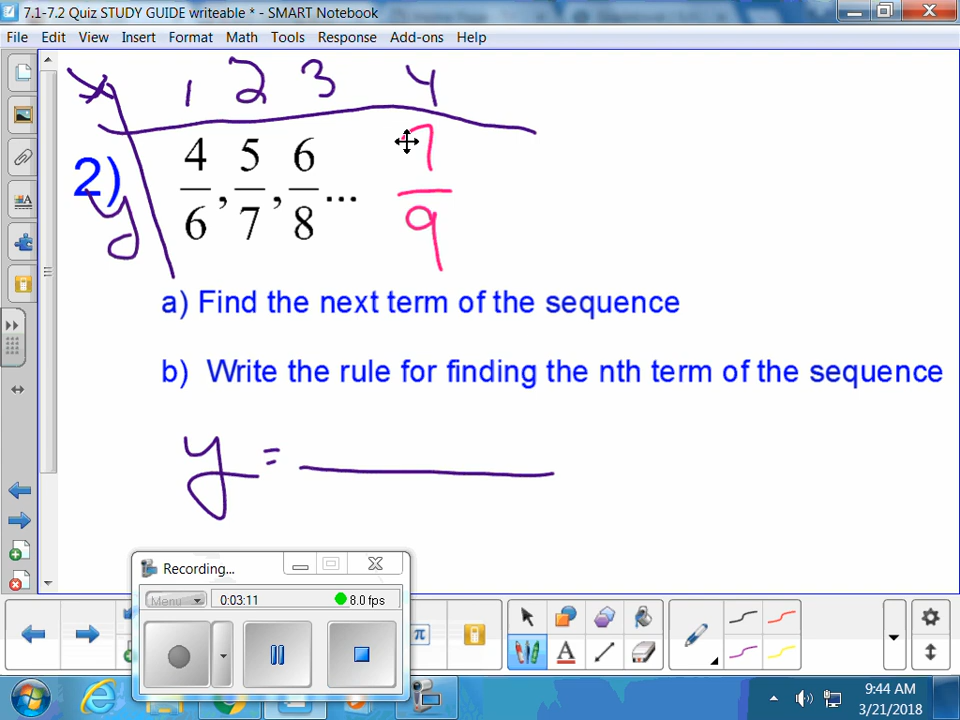 7.1-7.2 Quiz STUDY GUIDE writeable * - SMART Notebook
File Edit View Insert Format Math Tools Response Add-ons Help
x 1 2 3 4
2) 4/6, 5/7, 6/8 ... 7/9
y
a) Find the next term of the sequence
b) Write the rule for finding the nth term of the sequence
y =
Recording...
Menu 0:03:11 8.0 fps
π
A
9:44 AM
3/21/2018